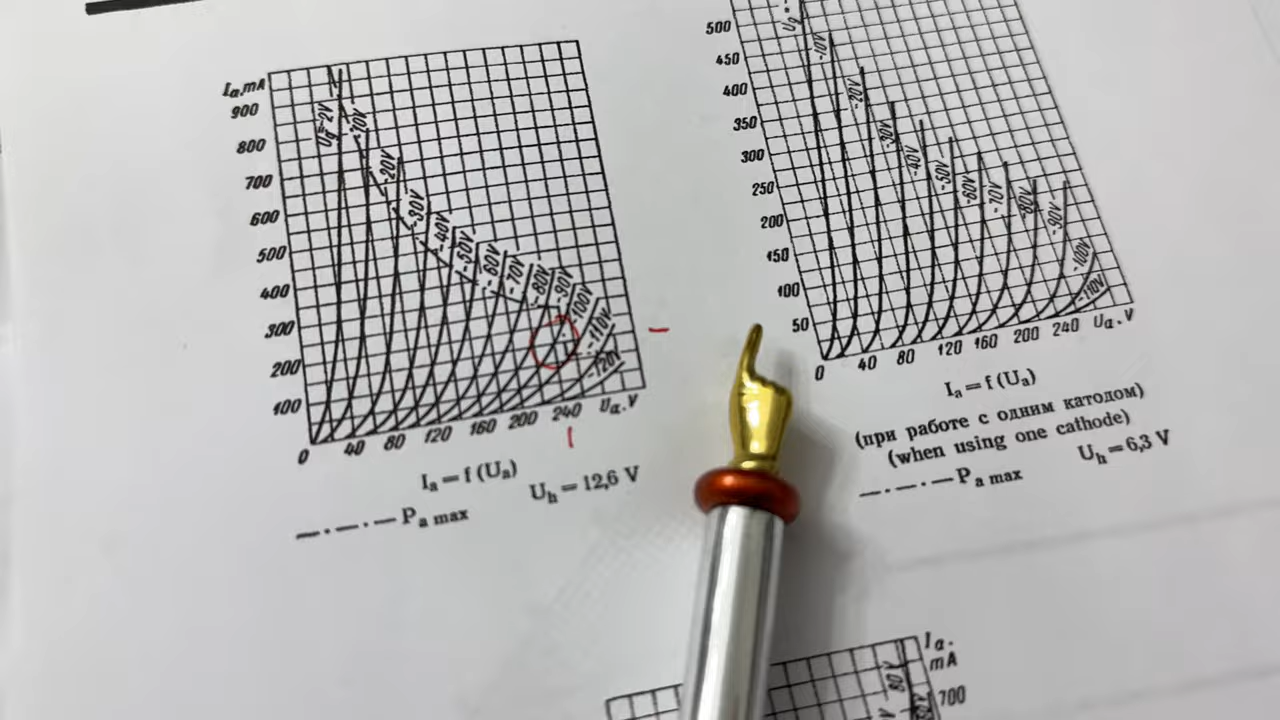 Iₐ,mA
900
800
700
600
500
400
300
200
100
0
40
80
120
160
200
240
Uₐ.V
Ug=-2V
-10V
-20V
-30V
-40V
-50V
-60V
-70V
-80V
-90V
-100V
-110V
-120V
Iₐ=f (Uₐ)
Uₕ=12,6 V
Pₐ max
500
450
400
350
300
250
200
150
100
50
0
40
80
120
160
200
240
Uₐ.V
Ug
-10V
-20V
-30V
-40V
-50V
-60V
-70V
-80V
-90V
-100V
-110V
Iₐ=f (Uₐ)
(при работе с одним катодом)
(when using one cathode)
Uₕ=6,3 V
Pₐ max
Iₐ.
mA
700